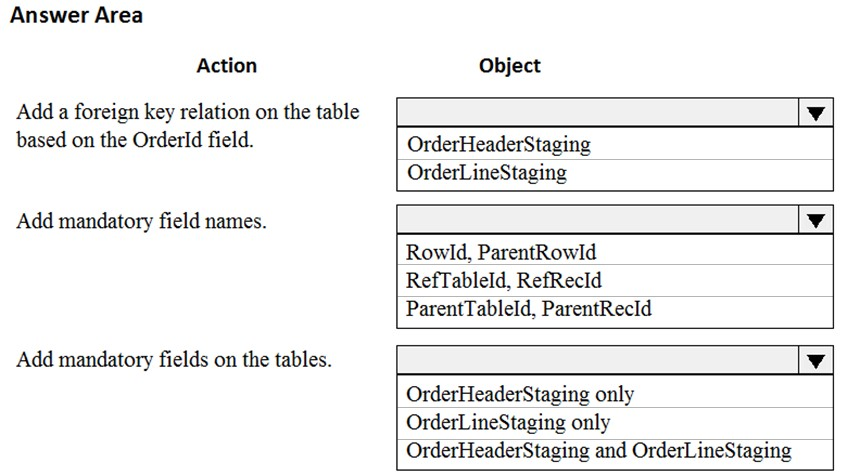 Answer Area
Action Object
Add a foreign key relation on the table
based on the OrderId field.
OrderHeaderStaging
OrderLineStaging
Add mandatory field names.
RowId, ParentRowId
RefTableId, RefRecId
ParentTableId, ParentRecId
Add mandatory fields on the tables.
OrderHeaderStaging only
OrderLineStaging only
OrderHeaderStaging and OrderLineStaging